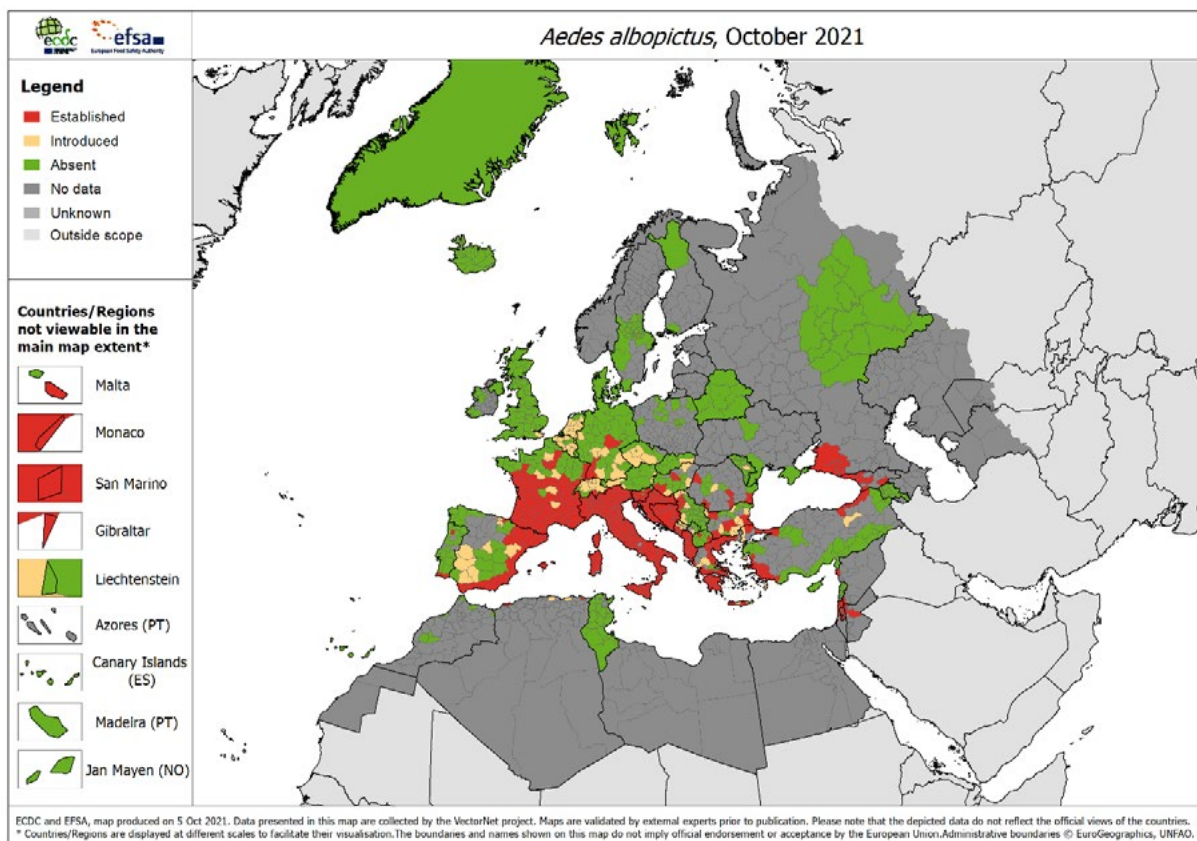 ecdc
efsa
European Food Safety Authority
Aedes albopictus, October 2021
Legend
Established
Introduced
Absent
No data
Unknown
Outside scope
Countries/Regions
not viewable in the
main map extent*
Malta
Monaco
San Marino
Gibraltar
Liechtenstein
Azores (PT)
Canary Islands
(ES)
Madeira (PT)
Jan Mayen (NO)
ECDC and EFSA, map produced on 5 Oct 2021. Data presented in this map are collected by the VectorNet project. Maps are validated by external experts prior to publication. Please note that the depicted data do not reflect the official views of the countries.
* Countries/Regions are displayed at different scales to facilitate their visualisation.The boundaries and names shown on this map do not imply official endorsement or acceptance by the European Union.Administrative boundaries © EuroGeographics, UNFAO.